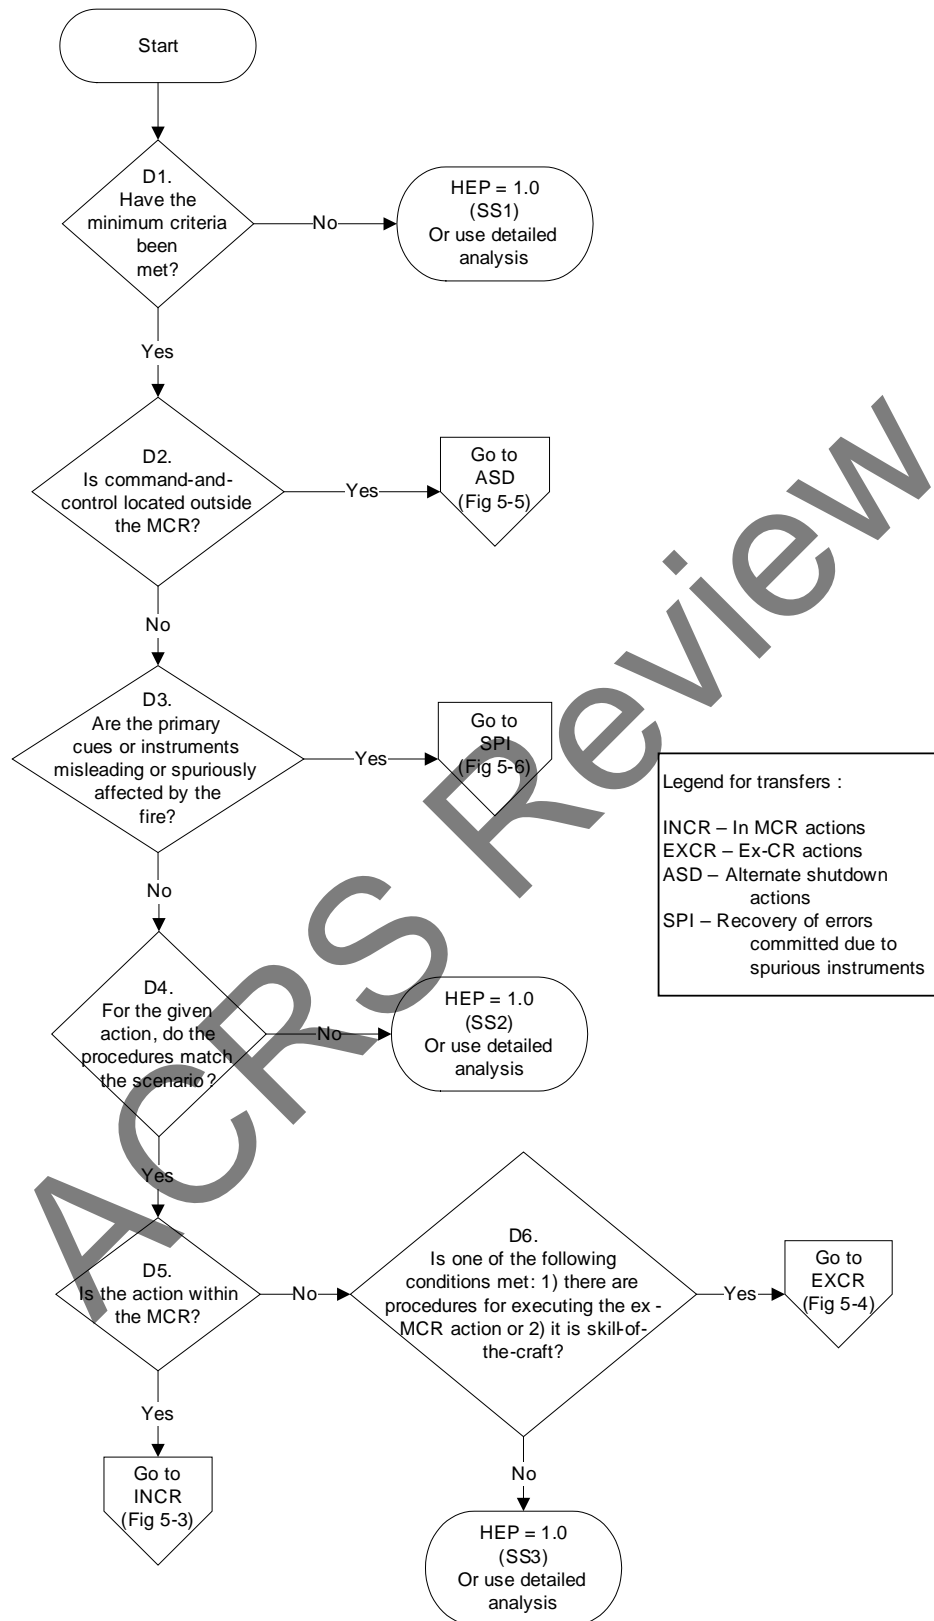 Start
D1.
Have the
minimum criteria
been
met?
No
HEP = 1.0
(SS1)
Or use detailed
analysis
Yes
D2.
Is command-and-
control located outside
the MCR?
Yes
Go to
ASD
(Fig 5-5)
No
D3.
Are the primary
cues or instruments
misleading or spuriously
affected by the
fire?
Yes
Go to
SPI
(Fig 5-6)
Legend for transfers :
INCR – In MCR actions
EXCR – Ex-CR actions
ASD – Alternate shutdown
actions
SPI – Recovery of errors
committed due to
spurious instruments
No
D4.
For the given
action, do the
procedures match
the scenario?
No
HEP = 1.0
(SS2)
Or use detailed
analysis
Yes
D5.
Is the action within
the MCR?
No
D6.
Is one of the following
conditions met: 1) there are
procedures for executing the ex-
MCR action or 2) it is skill-of-
the-craft?
Yes
Go to
EXCR
(Fig 5-4)
Yes
Go to
INCR
(Fig 5-3)
No
HEP = 1.0
(SS3)
Or use detailed
analysis
ACRS Review